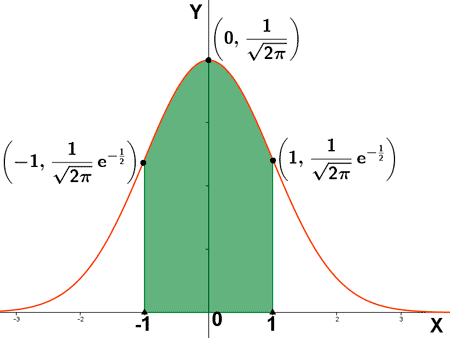 Y
(0, 1/√2π)
(−1, 1/√2π e^−1/2)
(1, 1/√2π e^−1/2)
-3 -2 -1 0 1 2 3 X